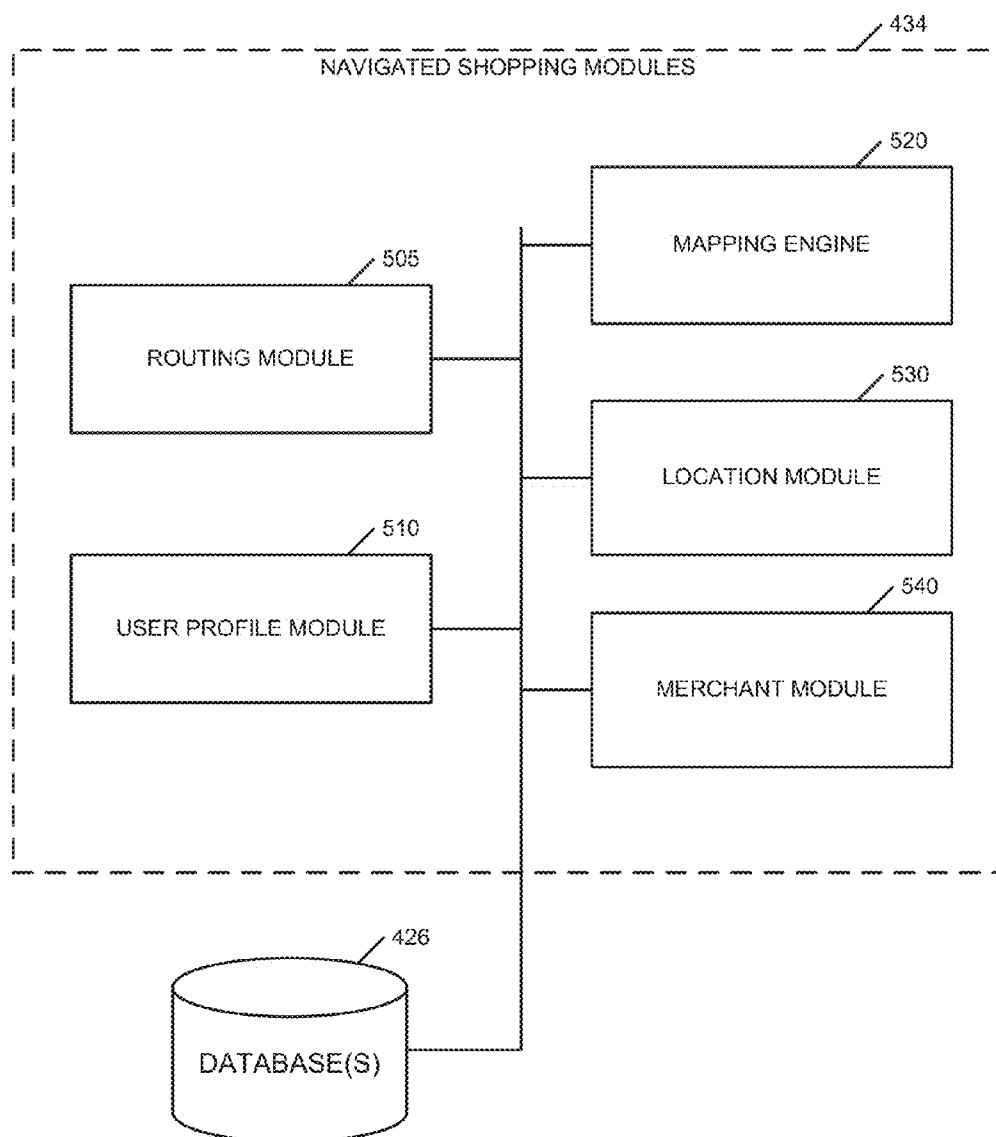 434
NAVIGATED SHOPPING MODULES
520
MAPPING ENGINE
505
ROUTING MODULE
530
LOCATION MODULE
510
USER PROFILE MODULE
540
MERCHANT MODULE
426
DATABASE(S)